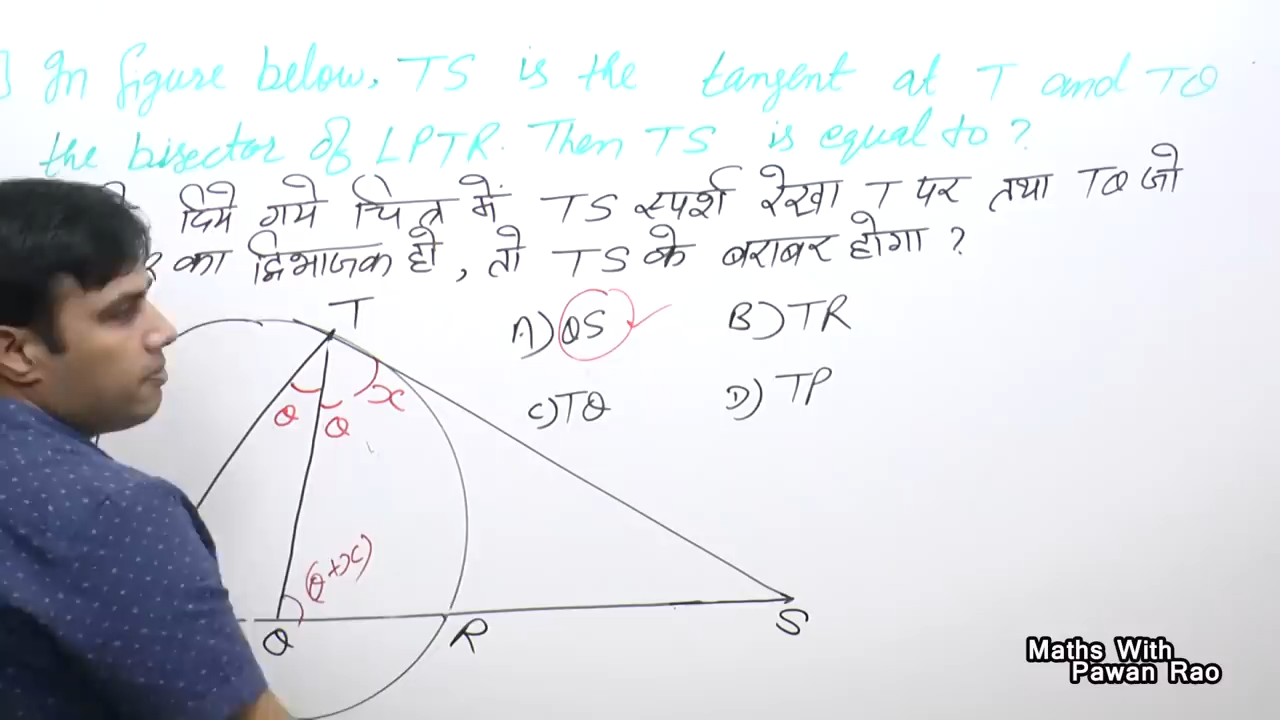 ] In figure below, TS is the tangent at T and TQ
the bisector of ∠PTR. Then TS is equal to?
दिये गये चित्र में TS स्पर्श रेखा T पर तथा TQ जो
R का द्विभाजक हो, तो TS के बराबर होगा?
T
A) QS B) TR
C) TQ D) TP
θ θ x
(θ+x)
Q R S
Maths With
Pawan Rao